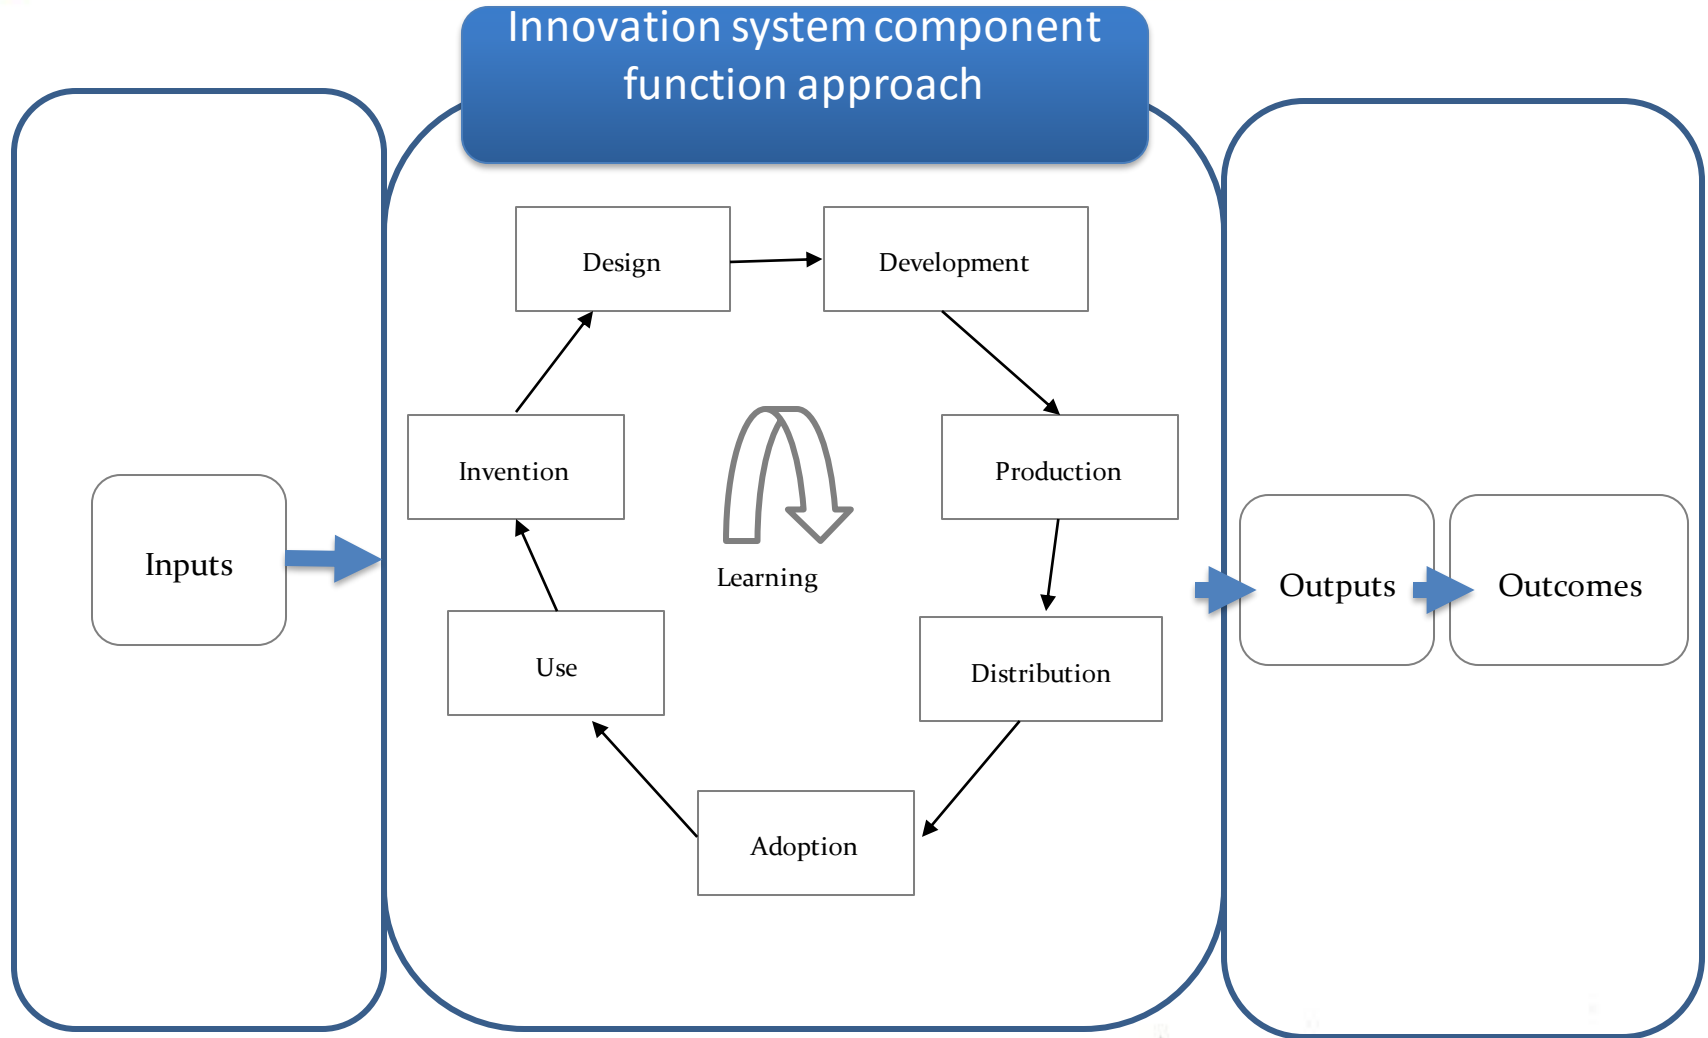 Innovation system component
function approach
Design
Development
Invention
Production
Learning
Inputs
Outputs
Outcomes
Use
Distribution
Adoption